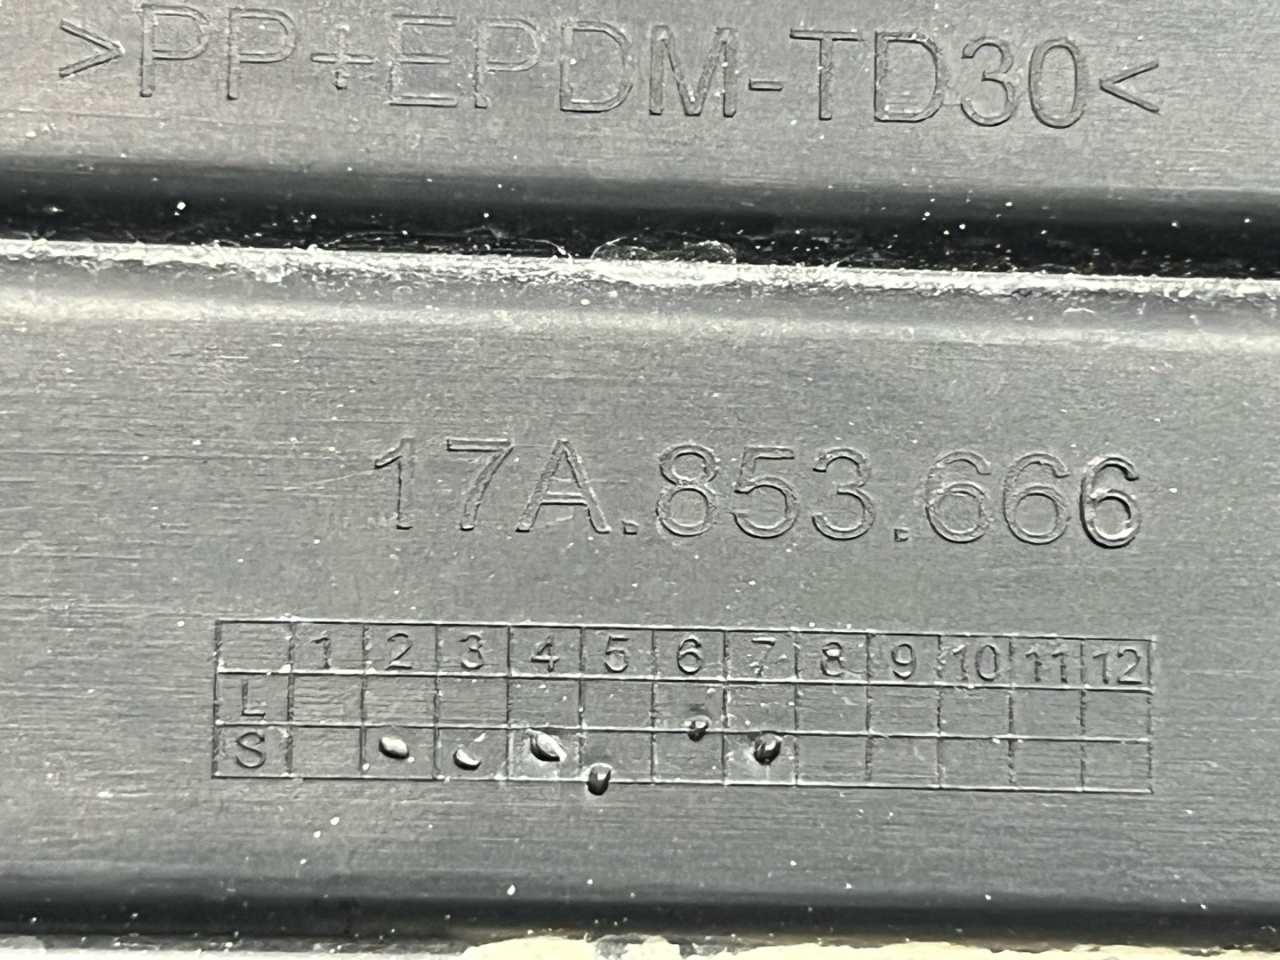 >PP+EPDM-TD30<
17A.853.666
1 2 3 4 5 6 7 8 9 10 11 12
L
S